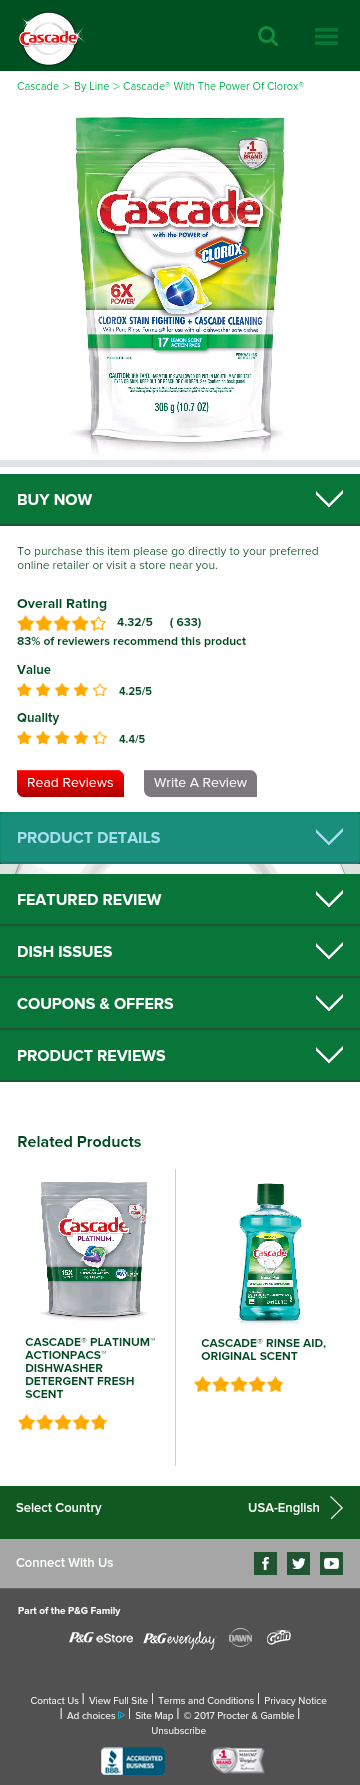 Cascade
Cascade > By Line > Cascade® With The Power Of Clorox®
Cascade
with the POWER of
CLOROX
6X
POWER
CLOROX STAIN FIGHTING + CASCADE CLEANING
17 LEMON SCENT
ACTION PACS
306 g (10.7 OZ)
BUY NOW
To purchase this item please go directly to your preferred
online retailer or visit a store near you.
Overall Rating
4.32/5 ( 633)
83% of reviewers recommend this product
Value
4.25/5
Quality
4.4/5
Read Reviews
Write A Review
PRODUCT DETAILS
FEATURED REVIEW
DISH ISSUES
COUPONS & OFFERS
PRODUCT REVIEWS
Related Products
Cascade
PLATINUM
Cascade
CASCADE® PLATINUM™
ACTIONPACS™
DISHWASHER
DETERGENT FRESH
SCENT
CASCADE® RINSE AID,
ORIGINAL SCENT
Select Country
USA-English
Connect With Us
Part of the P&G Family
P&G eStore
P&G everyday
DAWN
Gain
Contact Us | View Full Site | Terms and Conditions | Privacy Notice
| Ad choices | Site Map | © 2017 Procter & Gamble |
Unsubscribe
BBB
ACCREDITED
BUSINESS